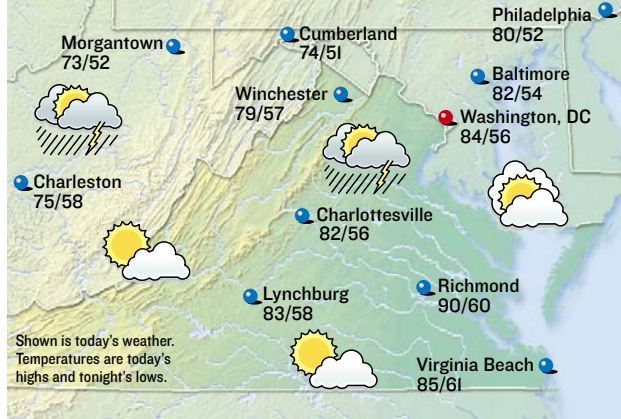 Philadelphia
80/52
Cumberland
74/51
Morgantown
73/52
Baltimore
82/54
Winchester
79/57
Washington, DC
84/56
Charleston
75/58
Charlottesville
82/56
Richmond
90/60
Lynchburg
83/58
Shown is today's weather.
Temperatures are today's
highs and tonight's lows.
Virginia Beach
85/61